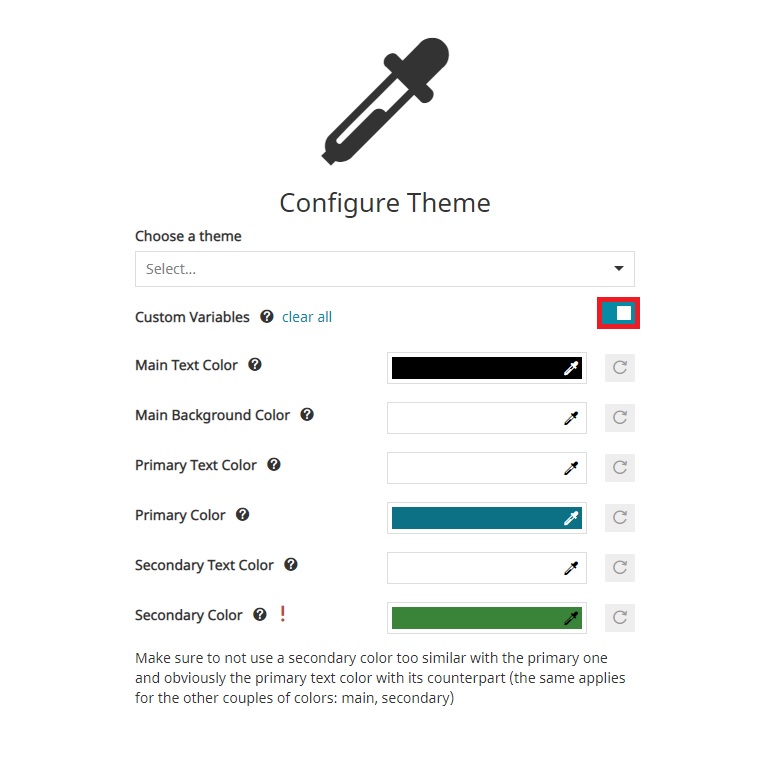 Configure Theme
Choose a theme
Select...
Custom Variables ? clear all
Main Text Color ?
Main Background Color ?
Primary Text Color ?
Primary Color ?
Secondary Text Color ?
Secondary Color ? !
Make sure to not use a secondary color too similar with the primary one
and obviously the primary text color with its counterpart (the same applies
for the other couples of colors: main, secondary)